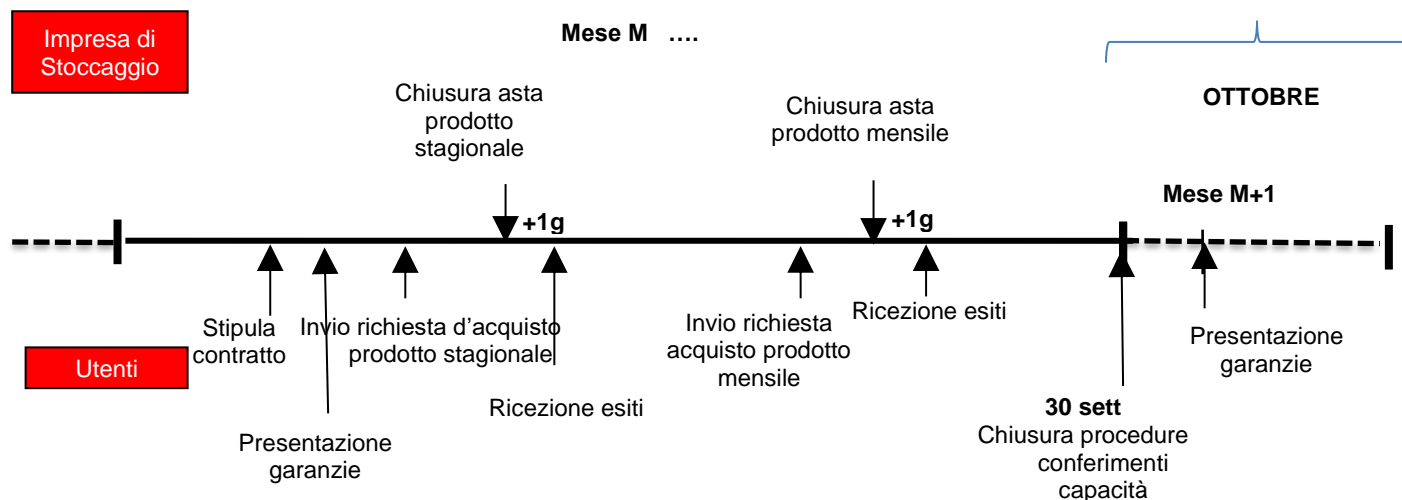 Impresa di
Stoccaggio
Mese M ....
Chiusura asta
prodotto
stagionale
Chiusura asta
prodotto mensile
OTTOBRE
Mese M+1
+1g
+1g
Stipula
contratto
Invio richiesta d’acquisto
prodotto stagionale
Invio richiesta
acquisto prodotto
mensile
Ricezione esiti
Presentazione
garanzie
Utenti
Ricezione esiti
Presentazione
garanzie
30 sett
Chiusura procedure
conferimenti
capacità